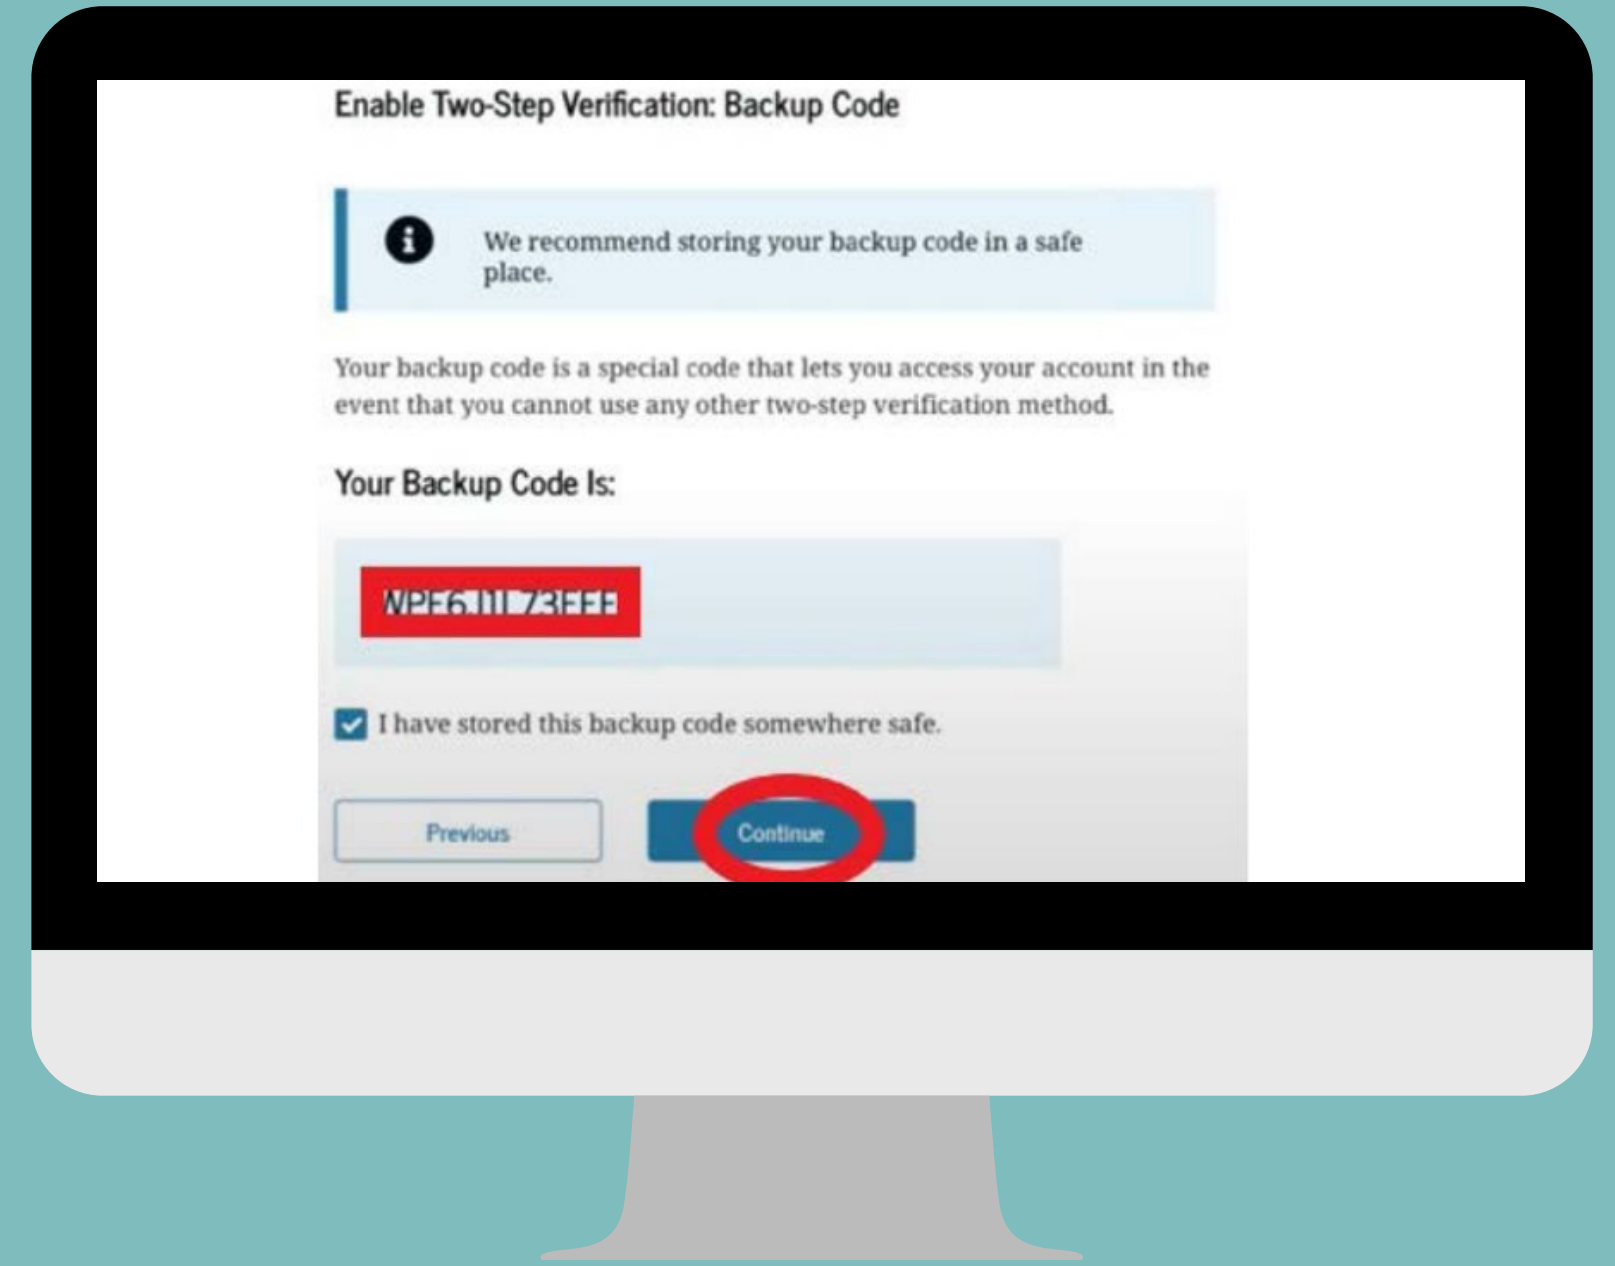 Enable Two-Step Verification: Backup Code
We recommend storing your backup code in a safe
place.
Your backup code is a special code that lets you access your account in the
event that you cannot use any other two-step verification method.
Your Backup Code Is:
I have stored this backup code somewhere safe.
Previous
Continue